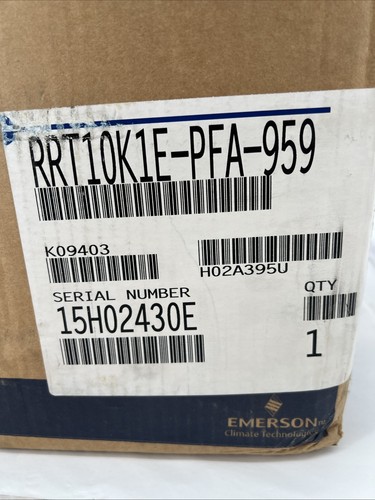 RRT10K1E-PFA-959
K09403
H02A395U
SERIAL NUMBER
QTY
15H02430E
1
EMERSON
Climate Technologies